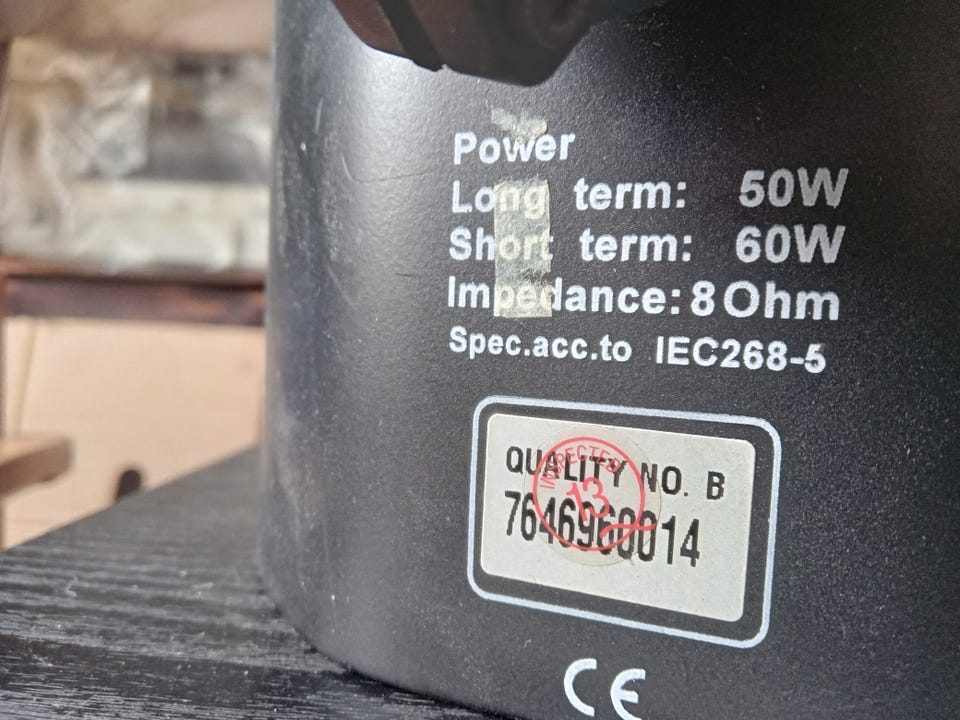 Power
Long term: 50W
Short term: 60W
Impedance: 8 Ohm
Spec.acc.to IEC268-5
QUALITY NO. B
7646960014
INSPECTED
13
CE